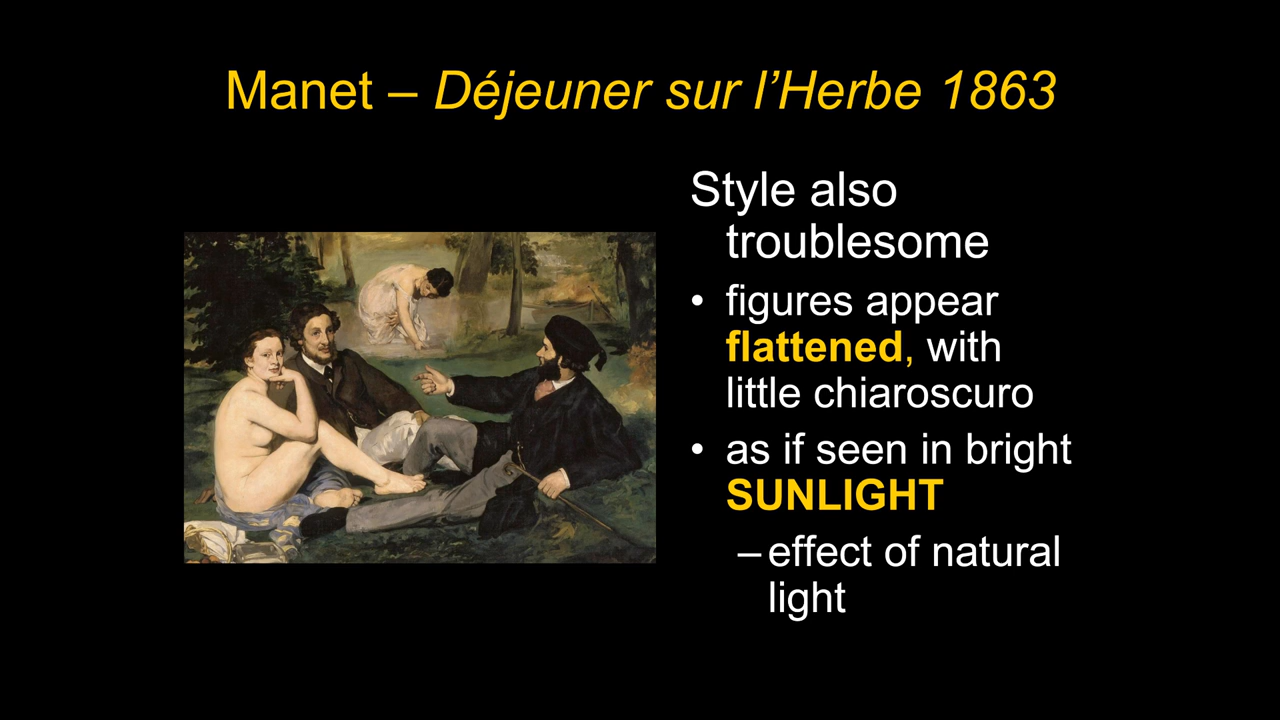 Manet – Déjeuner sur l’Herbe 1863
Style also
troublesome
• figures appear
flattened, with
little chiaroscuro
• as if seen in bright
SUNLIGHT
– effect of natural
light